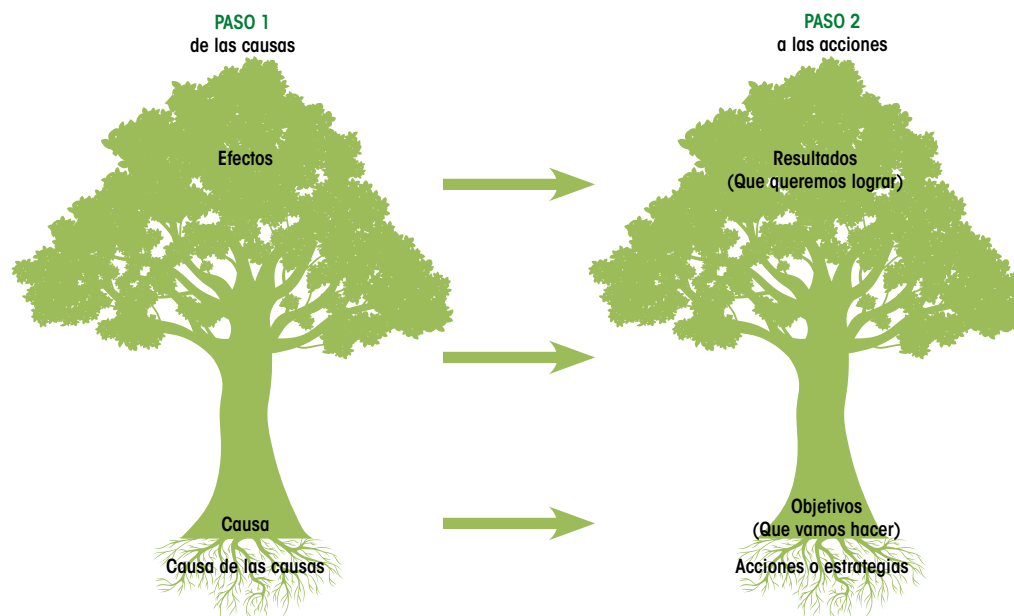 PASO 1
de las causas
Efectos
Causa
Causa de las causas
PASO 2
a las acciones
Resultados
(Que queremos lograr)
Objetivos
(Que vamos hacer)
Acciones o estrategias